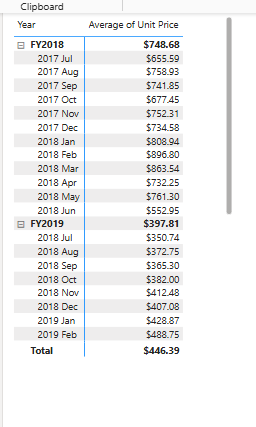 Clipboard
Year Average of Unit Price
FY2018 $748.68
2017 Jul $655.59
2017 Aug $758.93
2017 Sep $741.85
2017 Oct $677.45
2017 Nov $752.31
2017 Dec $734.58
2018 Jan $808.94
2018 Feb $896.80
2018 Mar $863.54
2018 Apr $732.25
2018 May $761.30
2018 Jun $552.95
FY2019 $397.81
2018 Jul $350.74
2018 Aug $372.75
2018 Sep $365.30
2018 Oct $382.00
2018 Nov $412.48
2018 Dec $407.08
2019 Jan $428.87
2019 Feb $488.75
Total $446.39